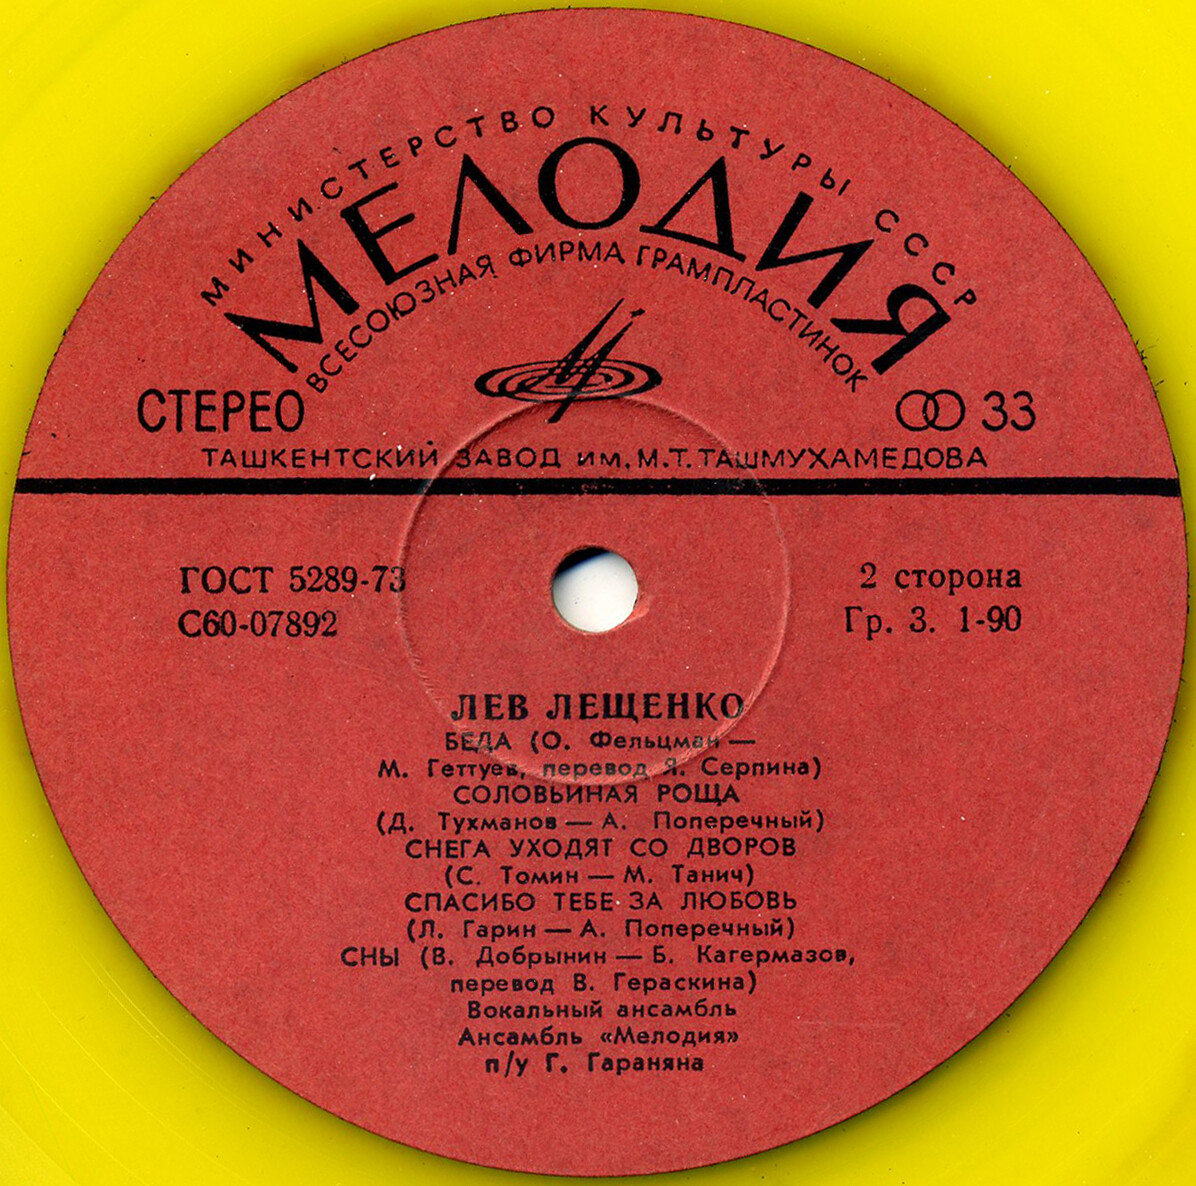 МИНИСТЕРСТВО КУЛЬТУРЫ СССР
МЕЛОДИЯ
ВСЕСОЮЗНАЯ ФИРМА ГРАМПЛАСТИНОК
СТЕРЕО
33
ТАШКЕНТСКИЙ ЗАВОД им. М.Т. ТАШМУХАМЕДОВА
ГОСТ 5289-73
2 сторона
С60-07892
Гр. 3. 1-90
ЛЕВ ЛЕЩЕНКО
БЕДА (О. Фельцман —
М. Геттуев, перевод Я. Серпина)
СОЛОВЬИНАЯ РОЩА
(Д. Тухманов — А. Поперечный)
СНЕГА УХОДЯТ СО ДВОРОВ
(С. Томин — М. Танич)
СПАСИБО ТЕБЕ ЗА ЛЮБОВЬ
(Л. Гарин — А. Поперечный)
СНЫ (В. Добрынин — Б. Кагермазов,
перевод В. Гераскина)
Вокальный ансамбль
Ансамбль «Мелодия»
п/у Г. Гараняна